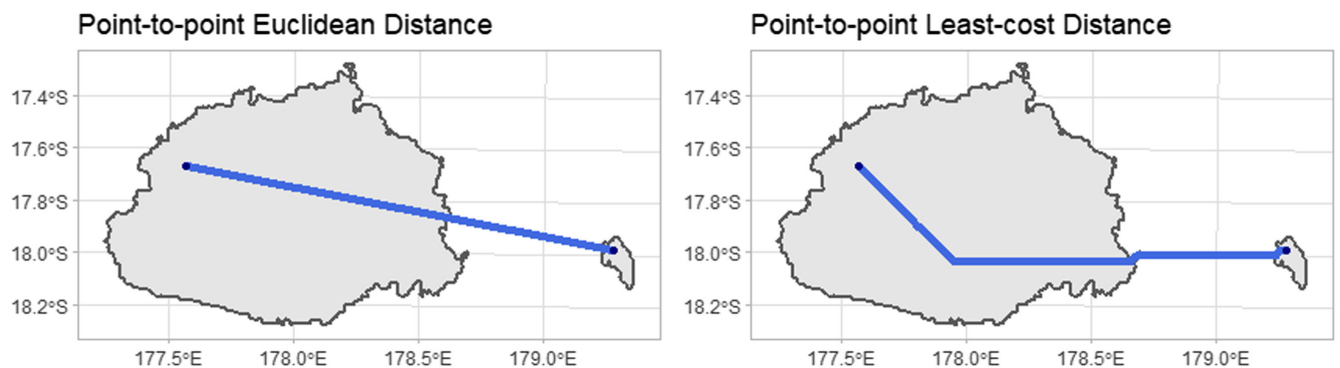 Point-to-point Euclidean Distance
17.4°S
17.6°S
17.8°S
18.0°S
18.2°S
177.5°E 178.0°E 178.5°E 179.0°E
Point-to-point Least-cost Distance
17.4°S
17.6°S
17.8°S
18.0°S
18.2°S
177.5°E 178.0°E 178.5°E 179.0°E